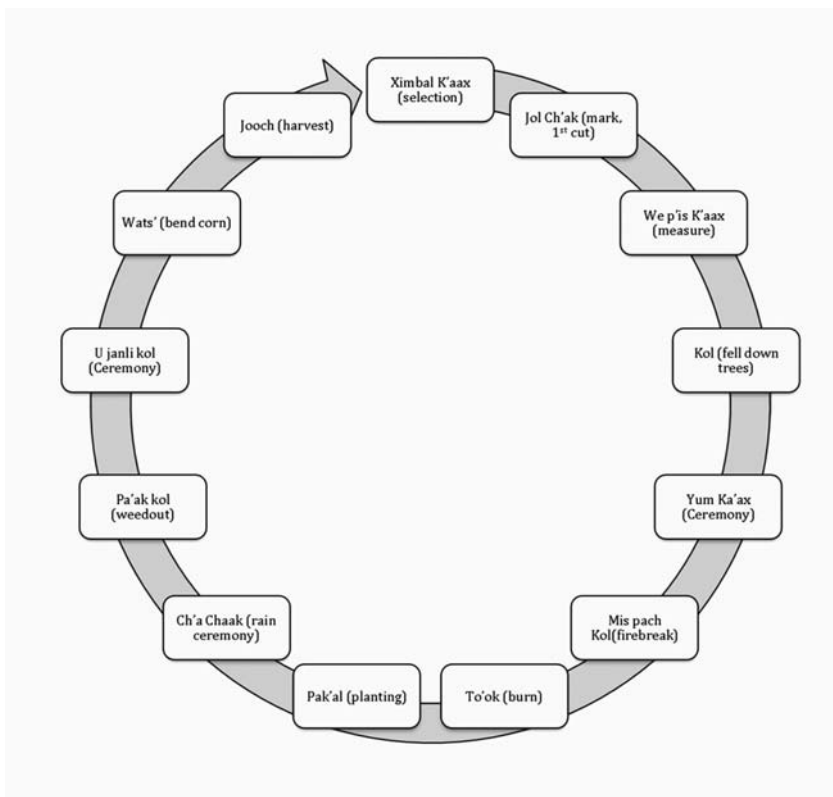 Ximbal K'aax
(selection)
Jol Ch'ak (mark,
1st cut)
We p'is K'aax
(measure)
Kol (fell down
trees)
Yum Ka'ax
(Ceremony)
Mis pach
Kol(firebreak)
To'ok (burn)
Pak'al (planting)
Ch'a Chaak (rain
ceremony)
Pa'ak kol
(weedout)
U janli kol
(Ceremony)
Wats' (bend corn)
Jooch (harvest)